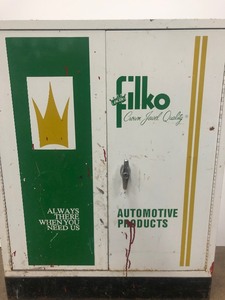 filko
Crown Jewel Quality
ALWAYS
THERE
WHEN YOU
NEED US
AUTOMOTIVE
PRODUCTS